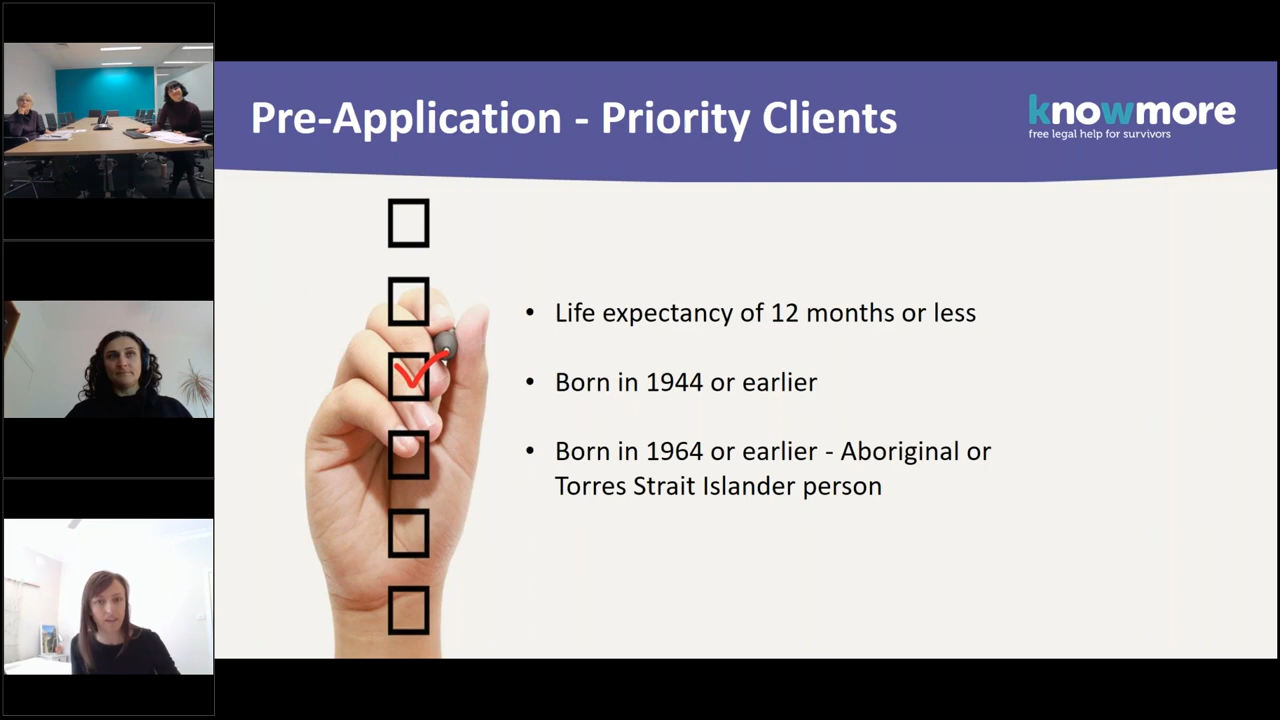 Pre-Application - Priority Clients
knowmore
free legal help for survivors
• Life expectancy of 12 months or less
• Born in 1944 or earlier
• Born in 1964 or earlier - Aboriginal or
Torres Strait Islander person